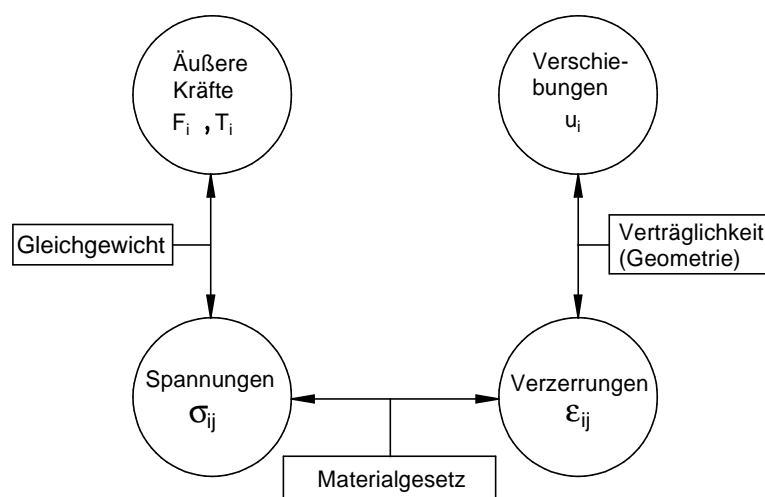 Äußere
Kräfte
F_i , T_i
Verschie-
bungen
u_i
Gleichgewicht
Verträglichkeit
(Geometrie)
Spannungen
σ_ij
Verzerrungen
ε_ij
Materialgesetz